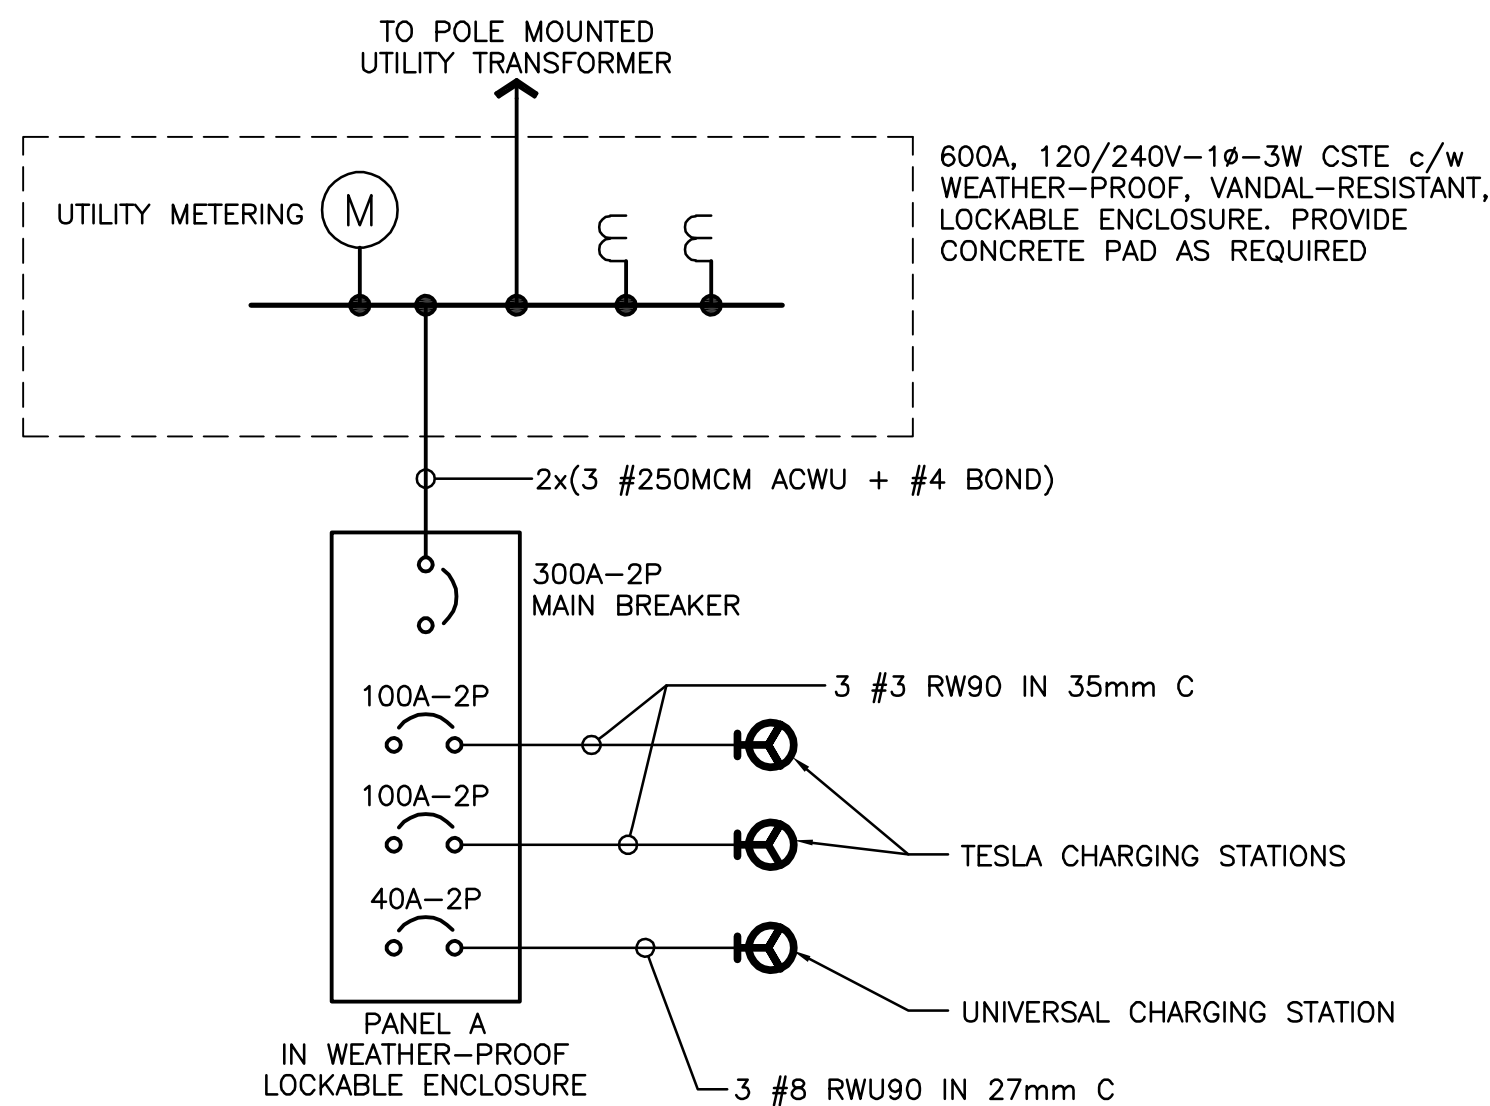 TO POLE MOUNTED
UTILITY TRANSFORMER
600A, 120/240V-1ø-3W CSTE c/w
WEATHER-PROOF, VANDAL-RESISTANT,
LOCKABLE ENCLOSURE. PROVIDE
CONCRETE PAD AS REQUIRED
UTILITY METERING
M
2x(3 #250MCM ACWU + #4 BOND)
300A-2P
MAIN BREAKER
3 #3 RW90 IN 35mm C
100A-2P
100A-2P
TESLA CHARGING STATIONS
40A-2P
UNIVERSAL CHARGING STATION
PANEL A
IN WEATHER-PROOF
LOCKABLE ENCLOSURE
3 #8 RWU90 IN 27mm C